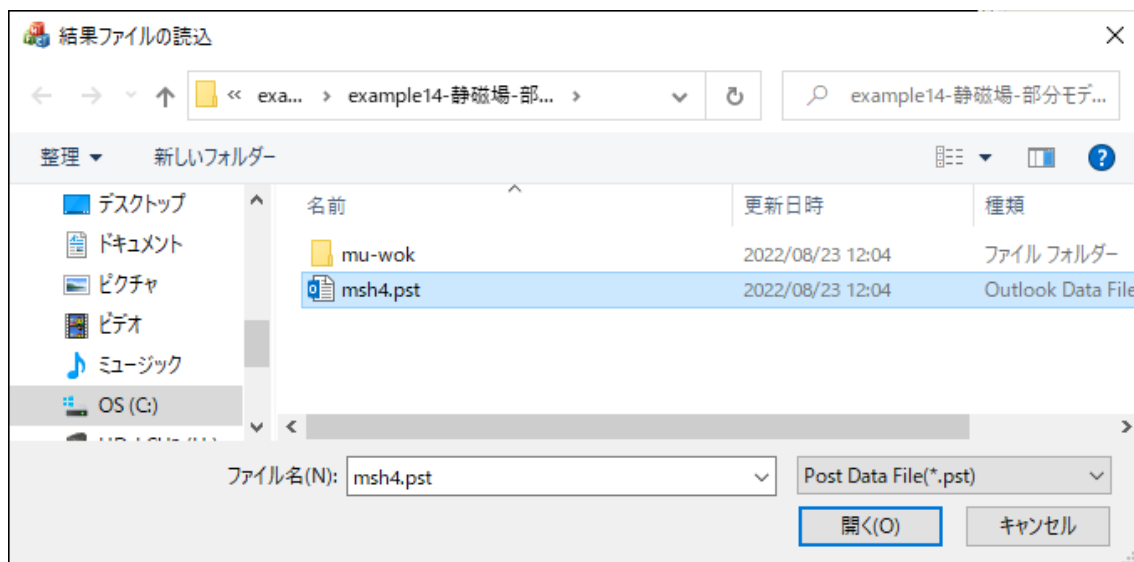 結果ファイルの読込
« exa... › example14-静磁場-部... ›
example14-静磁場-部分モデ...
整理
新しいフォルダー
名前 更新日時 種類
デスクトップ
ドキュメント
ピクチャ
ビデオ
ミュージック
OS (C:)
mu-wok 2022/08/23 12:04 ファイル フォルダー
msh4.pst 2022/08/23 12:04 Outlook Data File
ファイル名(N): msh4.pst
Post Data File(*.pst)
開く(O) キャンセル